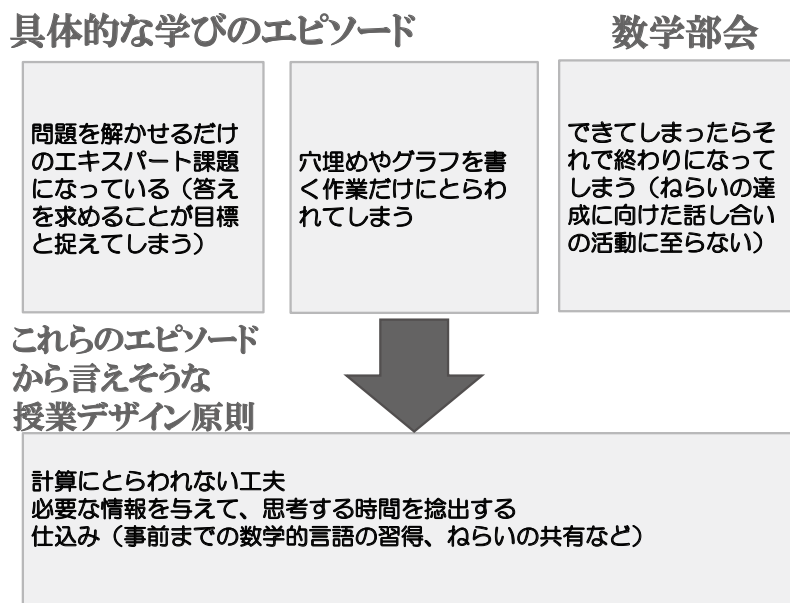 具体的な学びのエピソード
数学部会
問題を解かせるだけ
のエキスパート課題
になっている（答え
を求めることが目標
と捉えてしまう）
穴埋めやグラフを書
く作業だけにとらわ
れてしまう
できてしまったらそ
れで終わりになって
しまう（ねらいの達
成に向けた話し合い
の活動に至らない）
これらのエピソード
から言えそうな
授業デザイン原則
計算にとらわれない工夫
必要な情報を与えて、思考する時間を捻出する
仕込み（事前までの数学的言語の習得、ねらいの共有など）